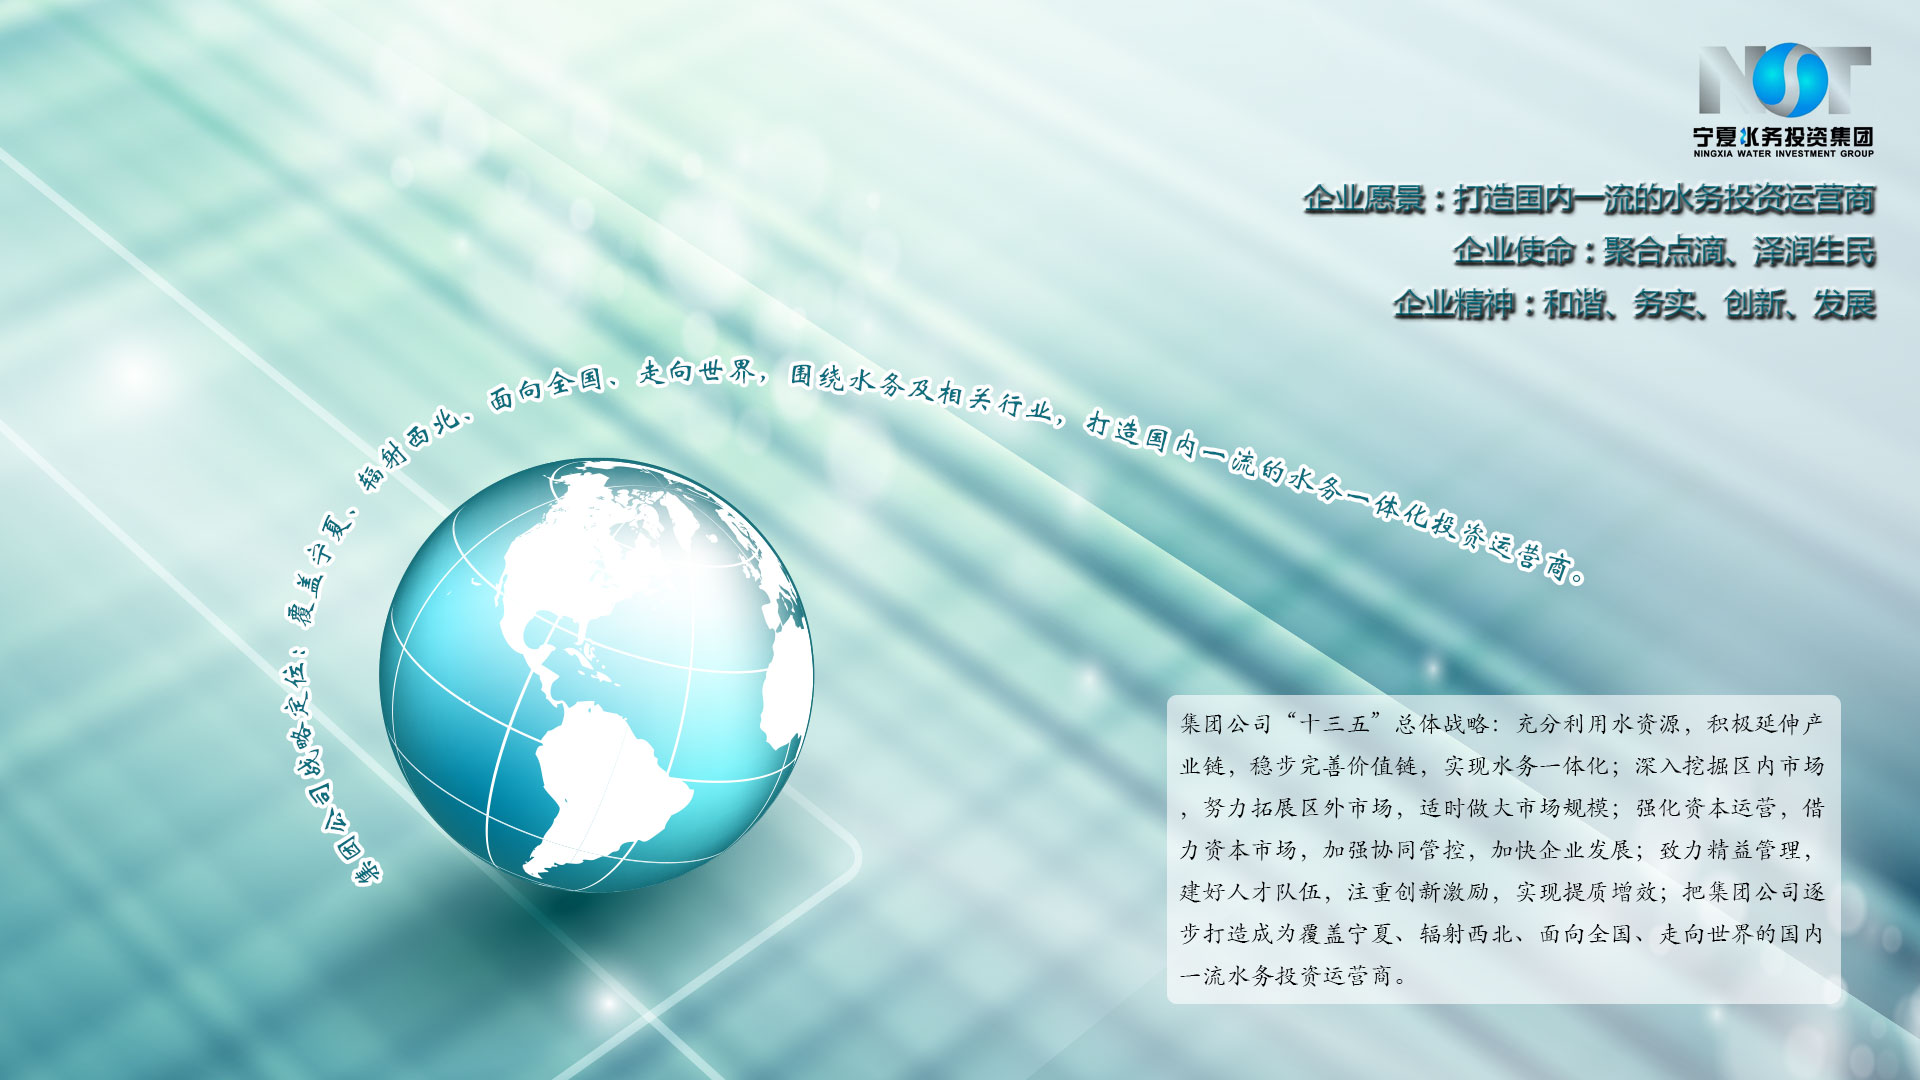 NST
宁夏水务投资集团
NINGXIA WATER INVESTMENT GROUP
企业愿景：打造国内一流的水务投资运营商
企业使命：聚合点滴、泽润生民
企业精神：和谐、务实、创新、发展
集团公司战略定位：覆盖宁夏、辐射西北、面向全国、走向世界，围绕水务及相关行业，打造国内一流的水务一体化投资运营商。
集团公司“十三五”总体战略：充分利用水资源，积极延伸产
业链，稳步完善价值链，实现水务一体化；深入挖掘区内市场
，努力拓展区外市场，适时做大市场规模；强化资本运营，借
力资本市场，加强协同管控，加快企业发展；致力精益管理，
建好人才队伍，注重创新激励，实现提质增效；把集团公司逐
步打造成为覆盖宁夏、辐射西北、面向全国、走向世界的国内
一流水务投资运营商。